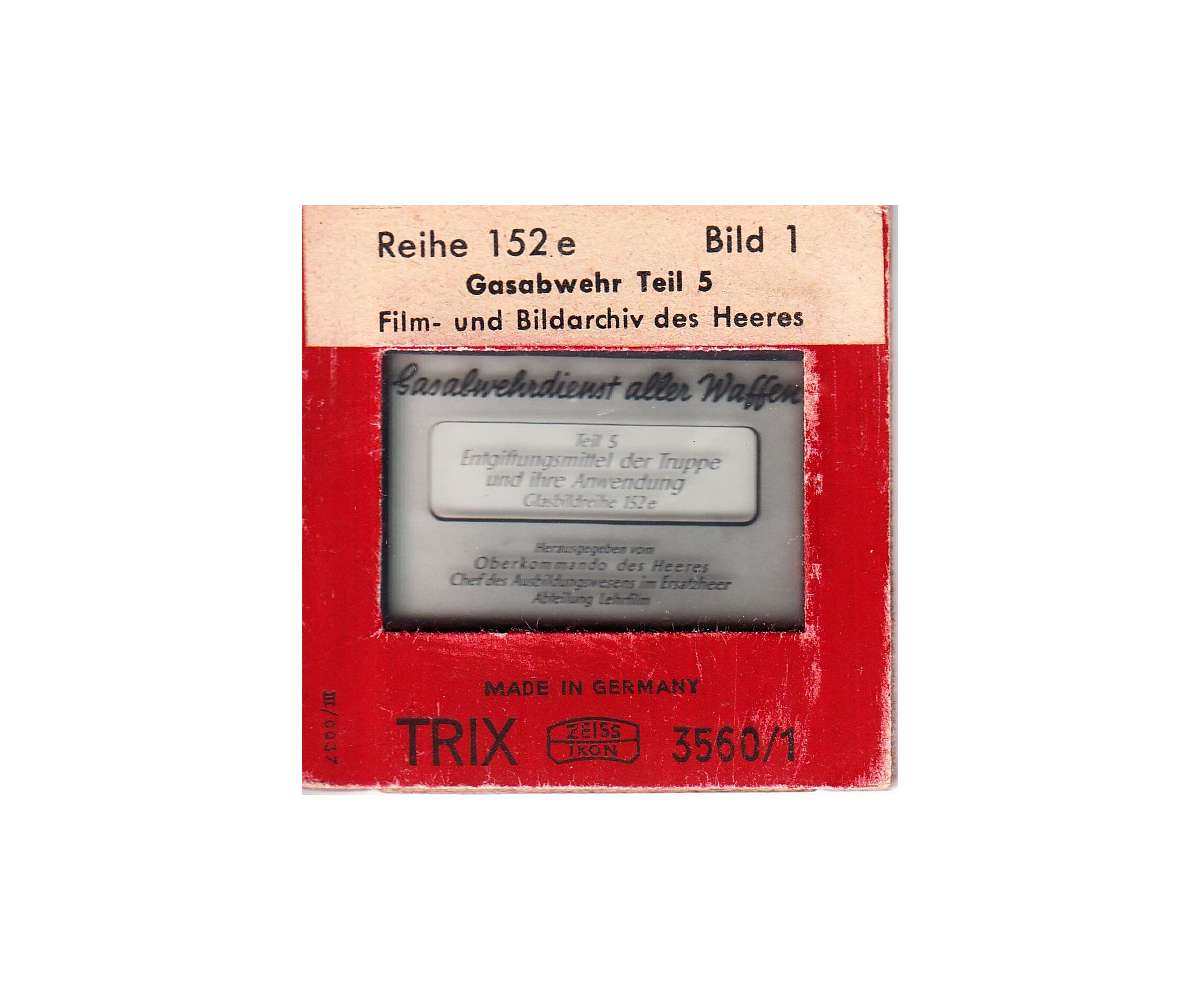 Reihe 152 e Bild 1
Gasabwehr Teil 5
Film- und Bildarchiv des Heeres
Gasabwehrdienst aller Waffen
Teil 5
Entgiftungsmittel der Truppe
und ihre Anwendung
Glasbildreihe 152 e
Herausgegeben vom
Oberkommando des Heeres
Chef des Ausbildungswesens im Ersatzheer
Abteilung Lehrfilm
MADE IN GERMANY
TRIX ZEISS IKON 3560/1
III/0037